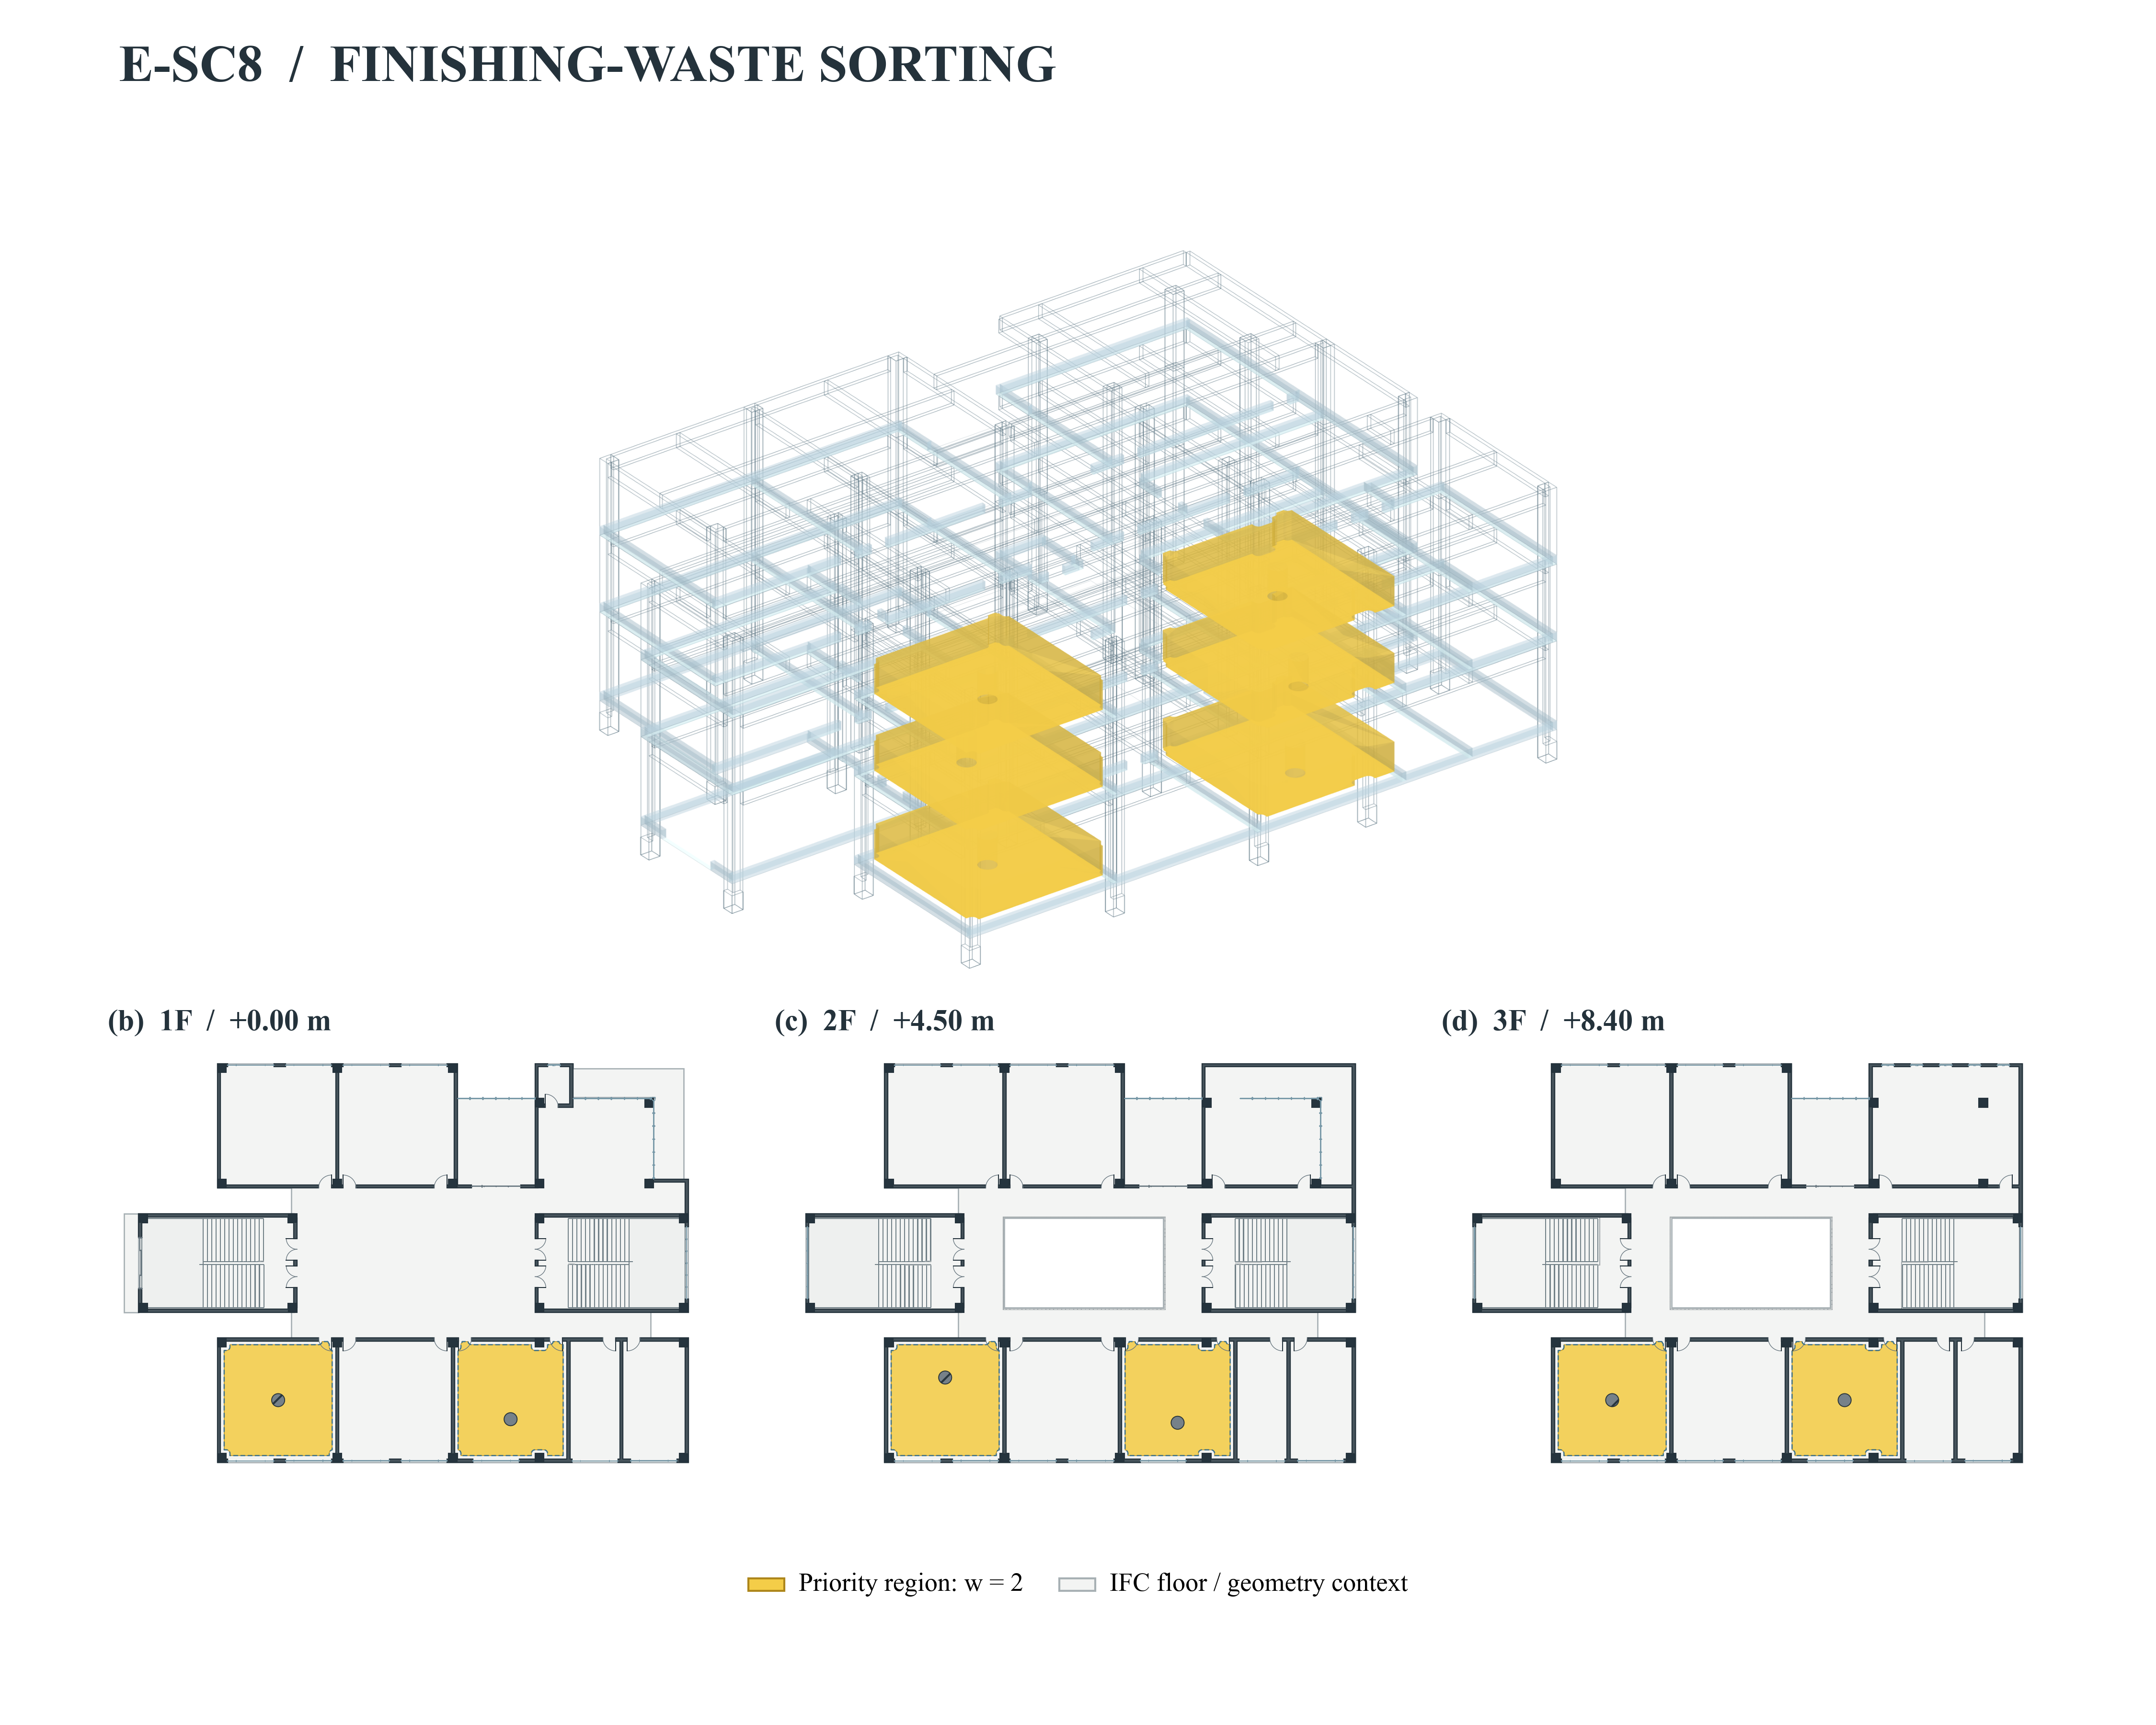 E-SC8 / FINISHING-WASTE SORTING
(b) 1F / +0.00 m
(c) 2F / +4.50 m
(d) 3F / +8.40 m
Priority region: w = 2
IFC floor / geometry context